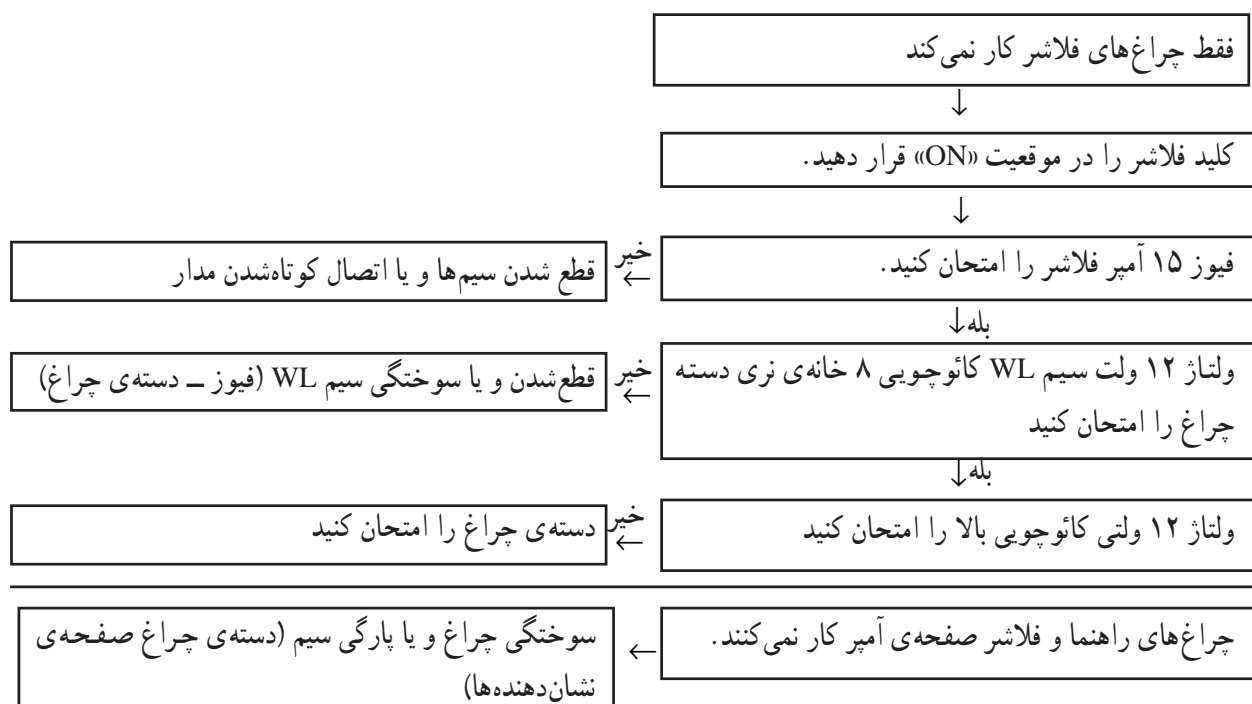 فقط چراغ‌های فلاشر کار نمی‌کند
↓
کلید فلاشر را در موقعیت «ON» قرار دهید.
↓
فیوز ۱۵ آمپر فلاشر را امتحان کنید.
خیر
←
قطع شدن سیم‌ها و یا اتصال کوتاه‌شدن مدار
بله↓
ولتاژ ۱۲ ولت سیم WL کائوچویی ۸ خانه‌ی نری دسته
چراغ را امتحان کنید
خیر
←
قطع‌شدن و یا سوختگی سیم WL (فیوز ــ دسته‌ی چراغ)
بله↓
ولتاژ ۱۲ ولتی کائوچویی بالا را امتحان کنید
خیر
←
دسته‌ی چراغ را امتحان کنید
چراغ‌های راهنما و فلاشر صفحه‌ی آمپر کار نمی‌کنند.
←
سوختگی چراغ و یا پارگی سیم (دسته‌ی چراغ صفحه‌ی
نشان‌دهنده‌ها)